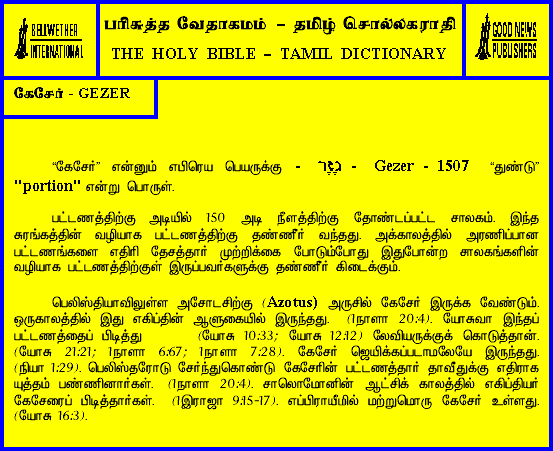 BELLWETHER
INTERNATIONAL
பரிசுத்த வேதாகமம் – தமிழ் சொல்லகராதி
THE HOLY BIBLE – TAMIL DICTIONARY
GOOD NEWS
PUBLISHERS
கேசேர் - GEZER
“கேசேர்” என்னும் எபிரெய பெயருக்கு - גֶּזֶר - Gezer - 1507 “துண்டு”
"portion" என்று பொருள்.
பட்டணத்திற்கு அடியில் 150 அடி நீளத்திற்கு தோண்டப்பட்ட சாலகம். இந்த
சுரங்கத்தின் வழியாக பட்டணத்திற்கு தண்ணீர் வந்தது. அக்காலத்தில் அரணிப்பான
பட்டணங்களை எதிரி தேசத்தார் முற்றிக்கை போடும்போது இதுபோன்ற சாலகங்களின்
வழியாக பட்டணத்திற்குள் இருப்பவர்களுக்கு தண்ணீர் கிடைக்கும்.
பெலிஸ்தியாவிலுள்ள அசோடசிற்கு (Azotus) அருகில் கேசேர் இருக்க வேண்டும்.
ஒருகாலத்தில் இது எகிப்தின் ஆளுகையில் இருந்தது. (1நாளா 20:4). யோசுவா இந்தப்
பட்டணத்தைப் பிடித்து (யோசு 10:33; யோசு 12:12) லேவியருக்குக் கொடுத்தான்.
(யோசு 21:21; 1நாளா 6:67; 1நாளா 7:28). கேசேர் ஜெயிக்கப்படாமலேயே இருந்தது.
(நியா 1:29). பெலிஸ்தரோடு சேர்ந்துகொண்டு கேசேரின் பட்டணத்தார் தாவீதுக்கு எதிராக
யுத்தம் பண்ணினார்கள். (1நாளா 20:4). சாலொமோனின் ஆட்சிக் காலத்தில் எகிப்தியர்
கேசேரைப் பிடித்தார்கள். (1இராஜா 9:15-17). எப்பிராயீமில் மற்றுமொரு கேசேர் உள்ளது.
(யோசு 16:3).